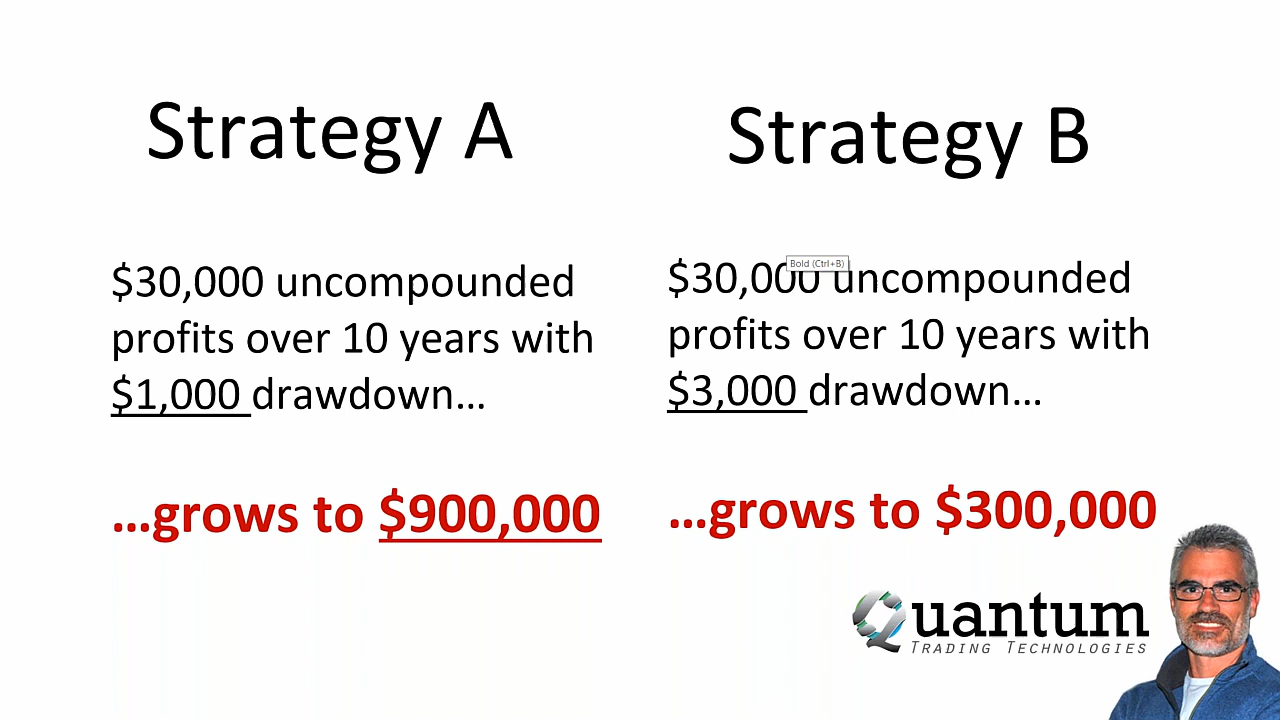 Strategy A
$30,000 uncompounded
profits over 10 years with
$1,000 drawdown...
...grows to $900,000
Strategy B
Bold (Ctrl+B)
$30,000 uncompounded
profits over 10 years with
$3,000 drawdown...
...grows to $300,000
Quantum
TRADING TECHNOLOGIES